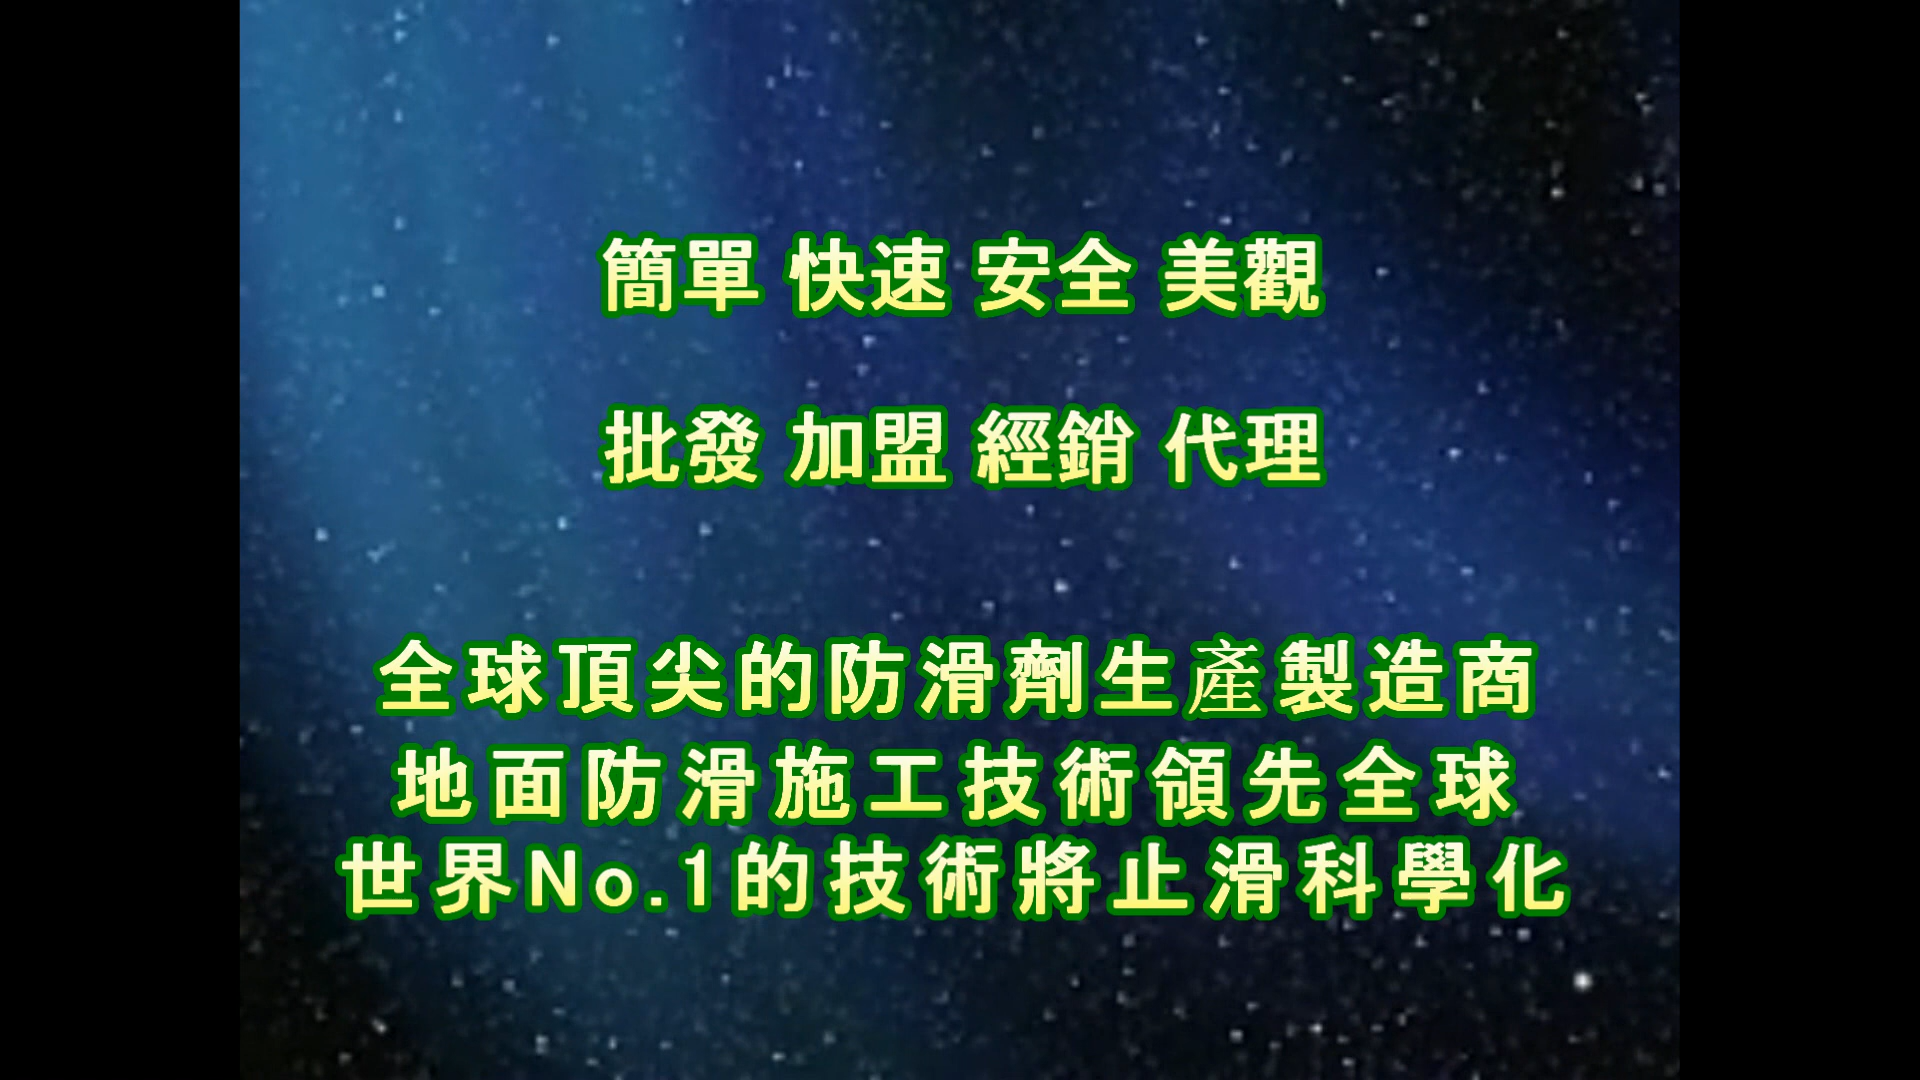 簡單 快速 安全 美觀
批發 加盟 經銷 代理
全球頂尖的防滑劑生產製造商
地面防滑施工技術領先全球
世界No.1的技術將止滑科學化